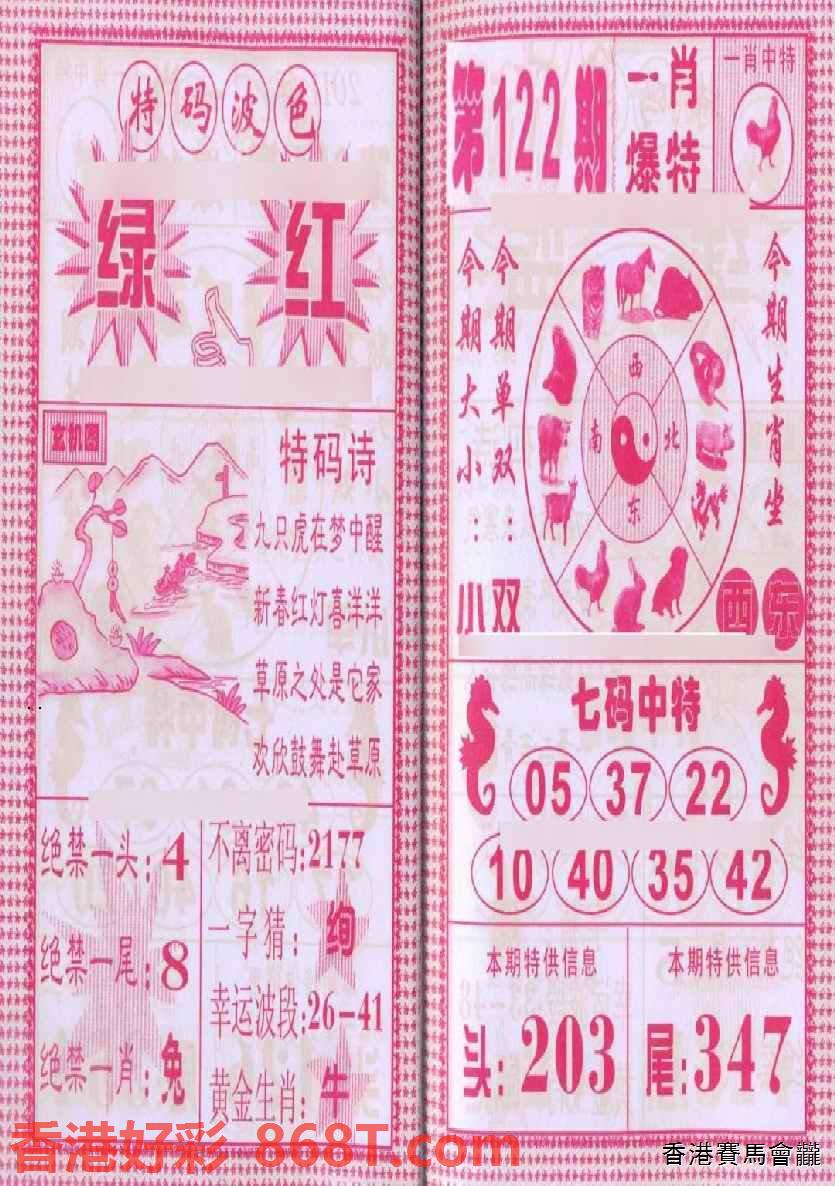 特码波色
绿 红
玄机图
特码诗
九只虎在梦中醒
新春红灯喜洋洋
草原之处是它家
欢欣鼓舞赴草原
绝禁一头:4
绝禁一尾:8
绝禁一肖:兔
不离密码:2177
一字猜:绚
幸运波段:26-41
黄金生肖:牛
第122期
一肖
爆特
一肖中特
今期大小:小
今期单双:双
西
南 北
东
今期生肖坐
西东
七码中特
05 37 22
10 40 35 42
本期特供信息
头:203
本期特供信息
尾:347
香港好彩 868T.com
香港賽馬會